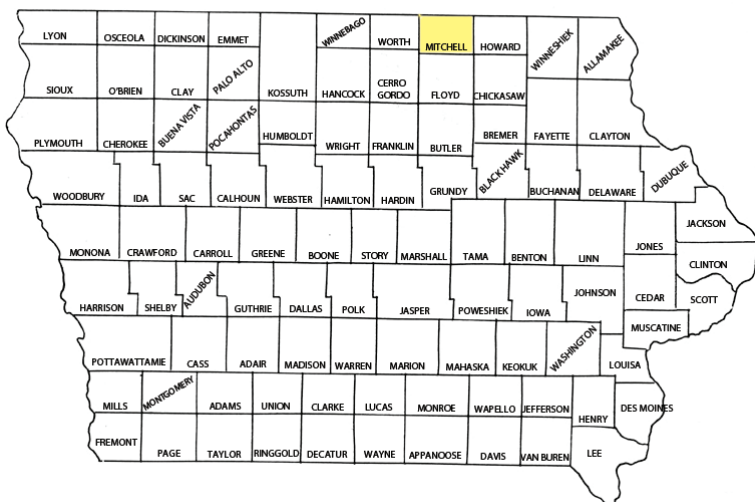 LYON OSCEOLA DICKINSON EMMET WINNEBAGO WORTH MITCHELL HOWARD WINNESHIEK ALLAMAKEE
SIOUX O'BRIEN CLAY PALO ALTO KOSSUTH HANCOCK CERRO GORDO FLOYD CHICKASAW
PLYMOUTH CHEROKEE BUENA VISTA POCAHONTAS HUMBOLDT WRIGHT FRANKLIN BUTLER BREMER FAYETTE CLAYTON
WOODBURY IDA SAC CALHOUN WEBSTER HAMILTON HARDIN GRUNDY BLACK HAWK BUCHANAN DELAWARE DUBUQUE
MONONA CRAWFORD CARROLL GREENE BOONE STORY MARSHALL TAMA BENTON LINN JONES JACKSON
CLINTON
HARRISON SHELBY AUDUBON GUTHRIE DALLAS POLK JASPER POWESHIEK IOWA JOHNSON CEDAR SCOTT
MUSCATINE
POTTAWATTAMIE CASS ADAIR MADISON WARREN MARION MAHASKA KEOKUK WASHINGTON LOUISA
MILLS MONTGOMERY ADAMS UNION CLARKE LUCAS MONROE WAPELLO JEFFERSON HENRY DES MOINES
FREMONT PAGE TAYLOR RINGGOLD DECATUR WAYNE APPANOOSE DAVIS VAN BUREN LEE